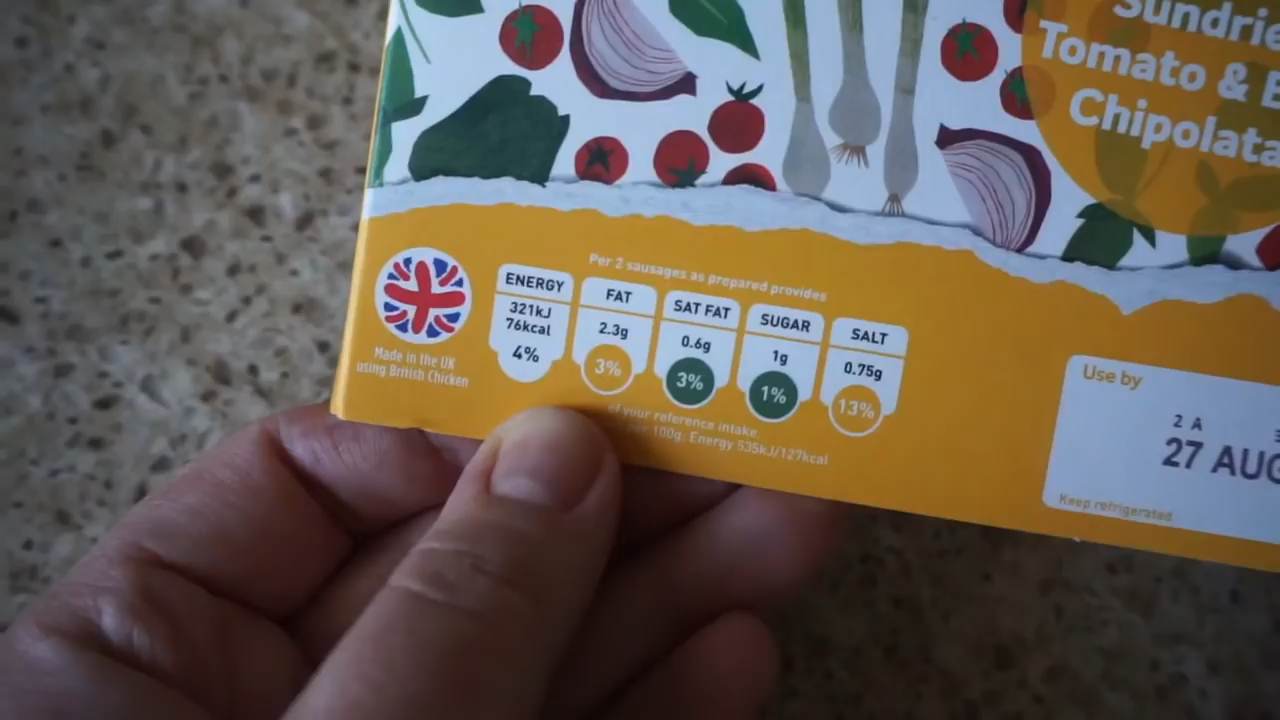 Sundrie
Tomato & B
Chipolata
Made in the UK
using British Chicken
Per 2 sausages as prepared provides
ENERGY
321kJ
76kcal
4%
FAT
2.3g
3%
SAT FAT
0.6g
3%
SUGAR
1g
1%
SALT
0.75g
13%
of your reference intake
per 100g: Energy 535kJ/127kcal
Use by
2 A
27 AUG
Keep refrigerated